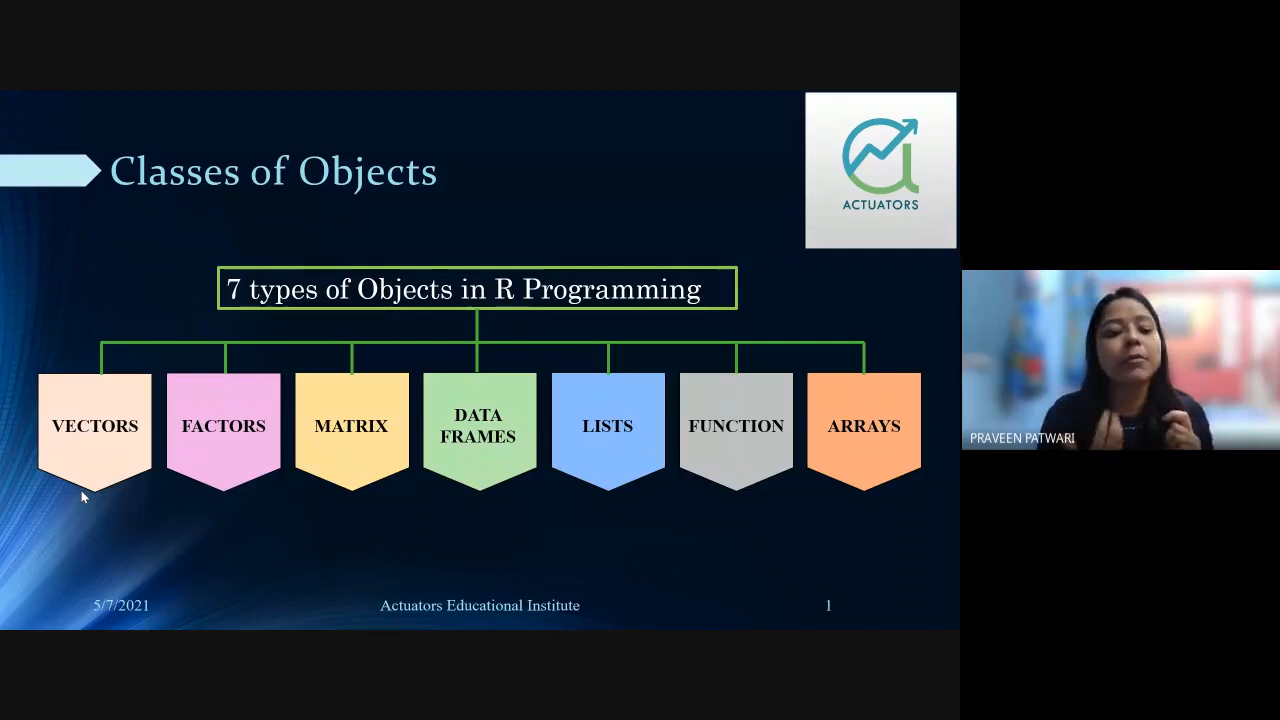 Classes of Objects
ACTUATORS
7 types of Objects in R Programming
VECTORS
FACTORS
MATRIX
DATA
FRAMES
LISTS
FUNCTION
ARRAYS
PRAVEEN PATWARI
5/7/2021
Actuators Educational Institute
1